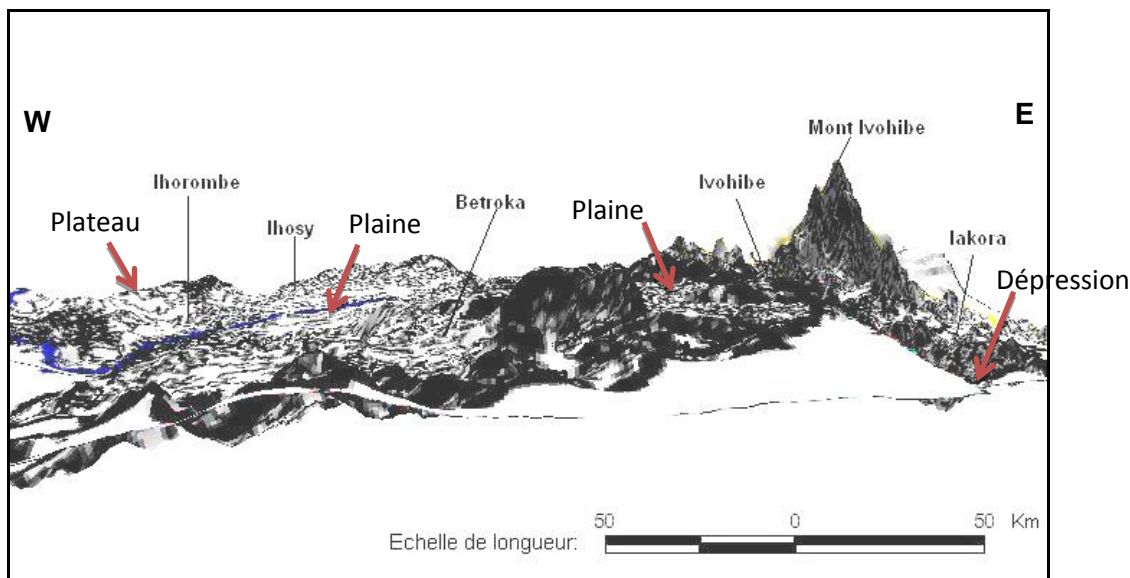 W
E
Mont Ivohibe
Ihorombe
Ivohibe
Plateau
Ihosy
Plaine
Betroka
Plaine
Iakora
Dépression
50 0 50 Km
Echelle de longueur: